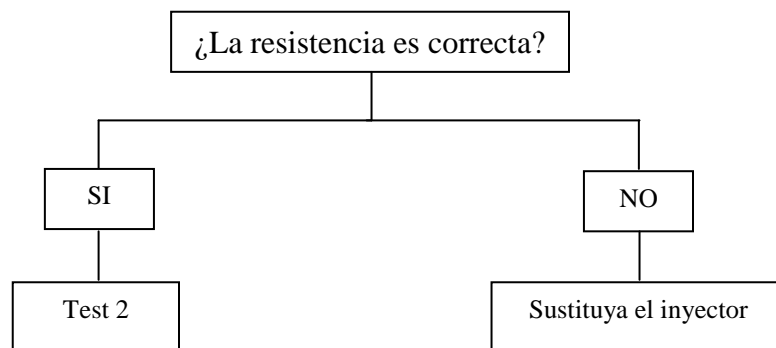 ¿La resistencia es correcta?
SI
NO
Test 2
Sustituya el inyector